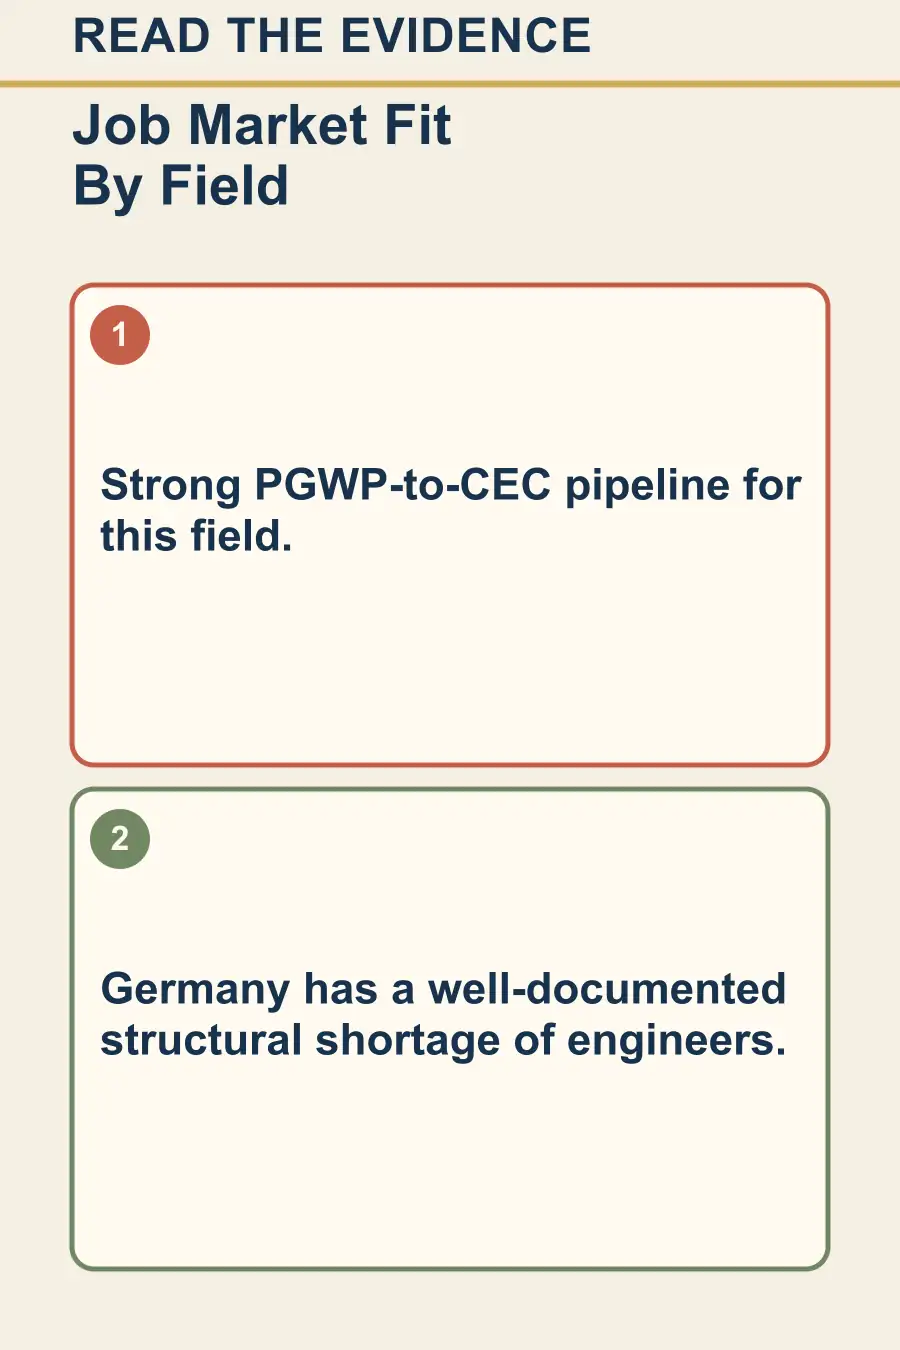 READ THE EVIDENCE
Job Market Fit
By Field
1
Strong PGWP-to-CEC pipeline for
this field.
2
Germany has a well-documented
structural shortage of engineers.